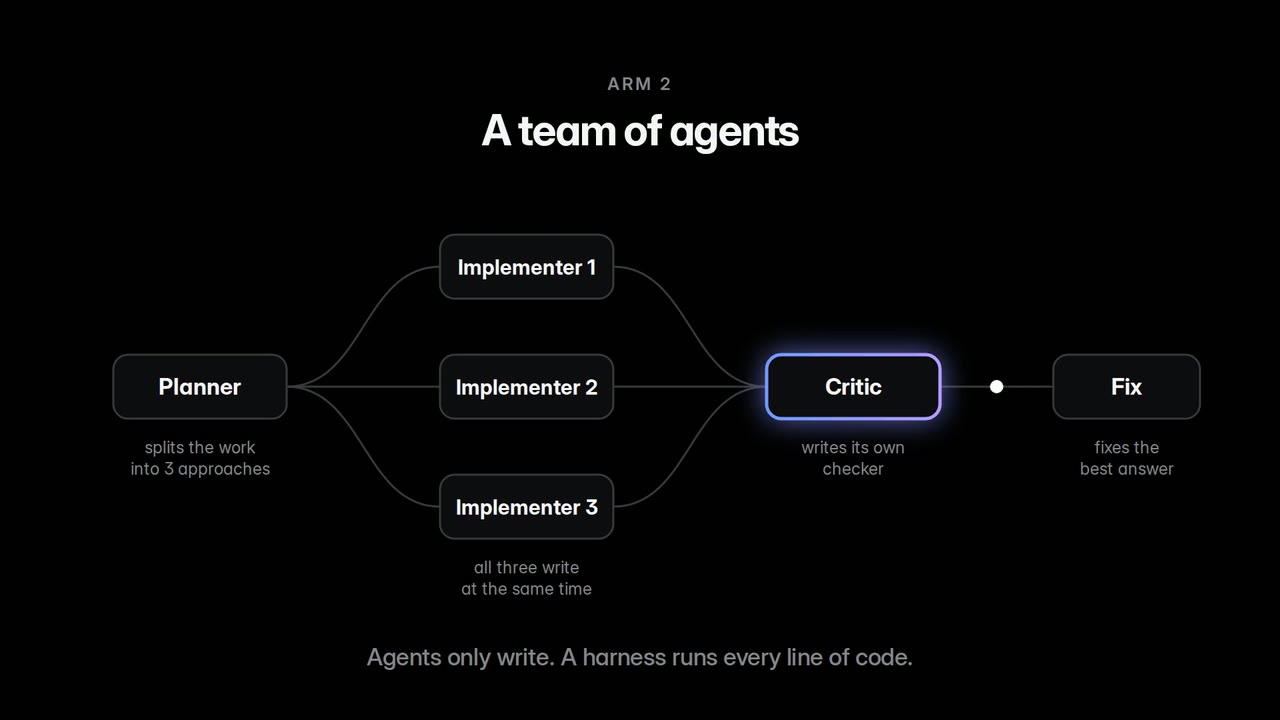 ARM 2
A team of agents
Implementer 1
Planner
Implementer 2
Critic
Fix
splits the work
into 3 approaches
writes its own
checker
fixes the
best answer
Implementer 3
all three write
at the same time
Agents only write. A harness runs every line of code.